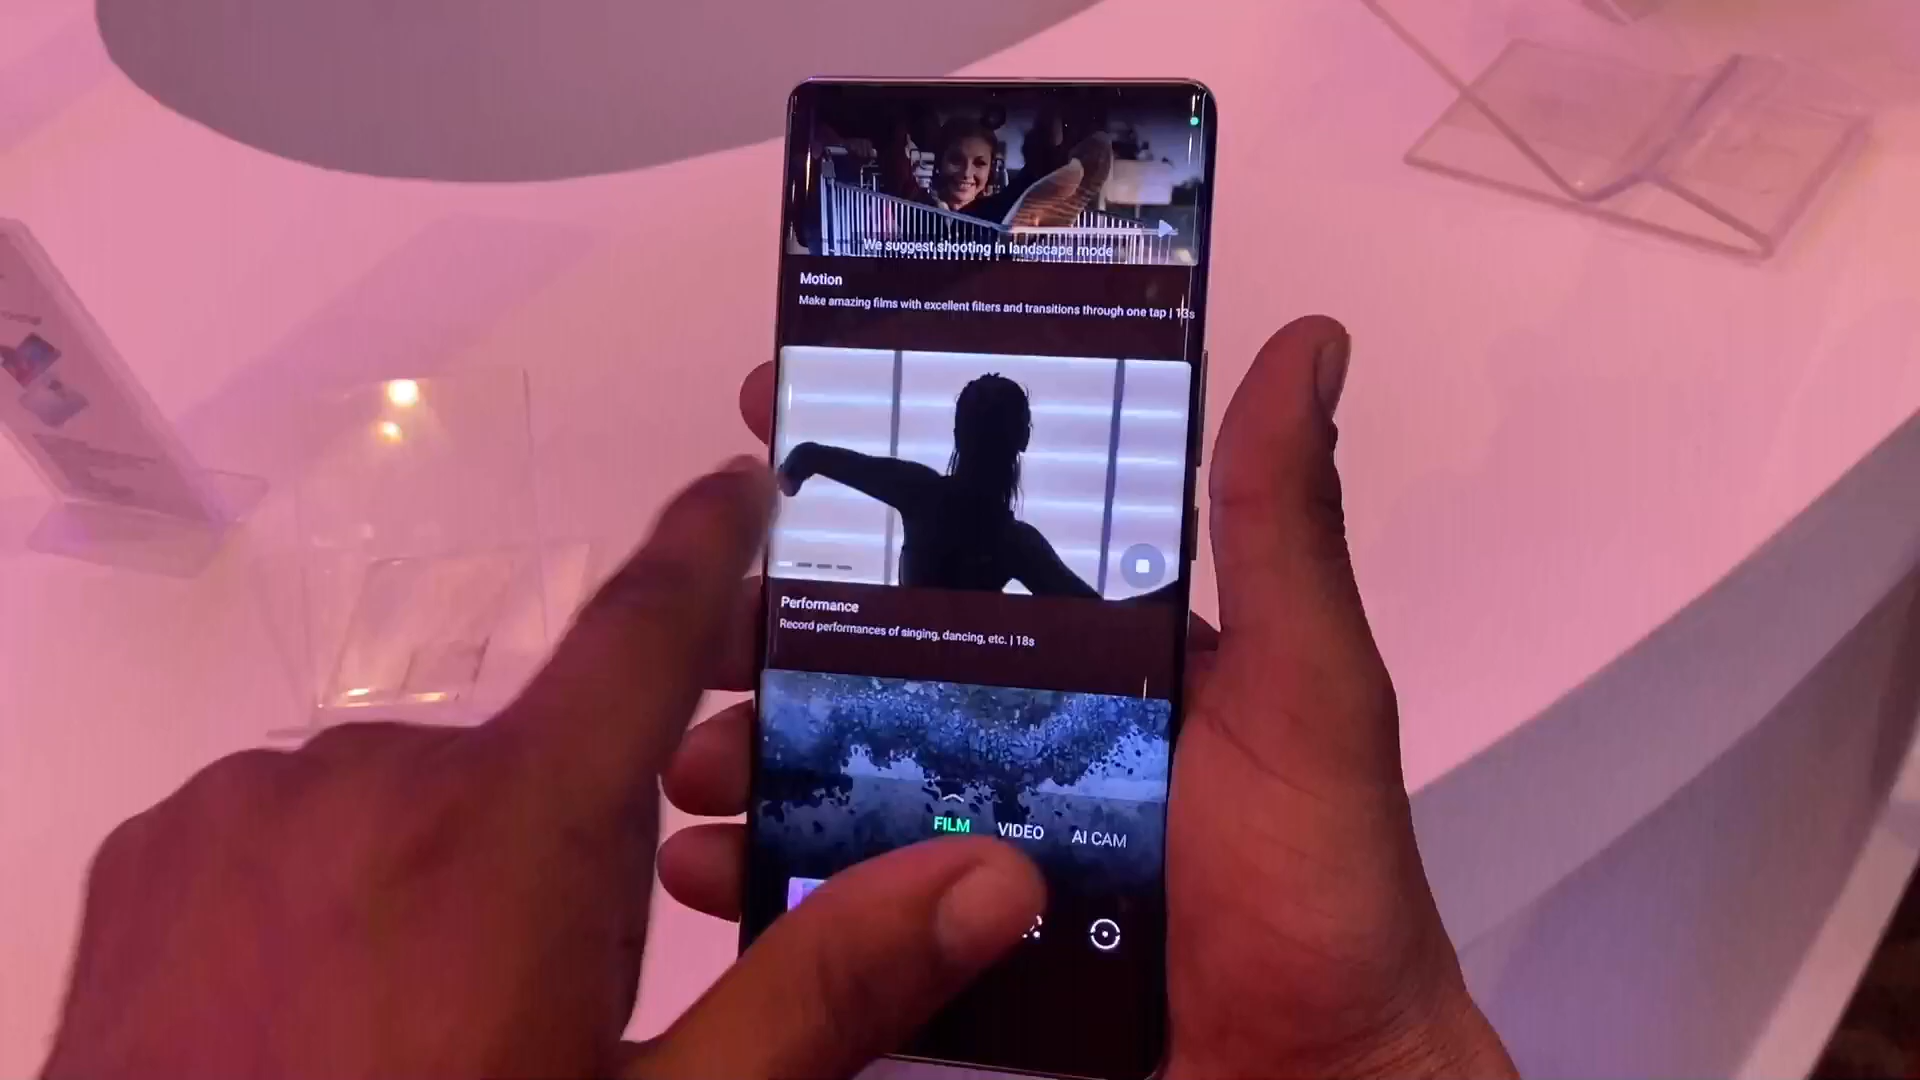 We suggest shooting in landscape mode
Motion
Make amazing films with excellent filters and transitions through one tap | 13s
Performance
Record performances of singing, dancing, etc. | 18s
FILM VIDEO AI CAM